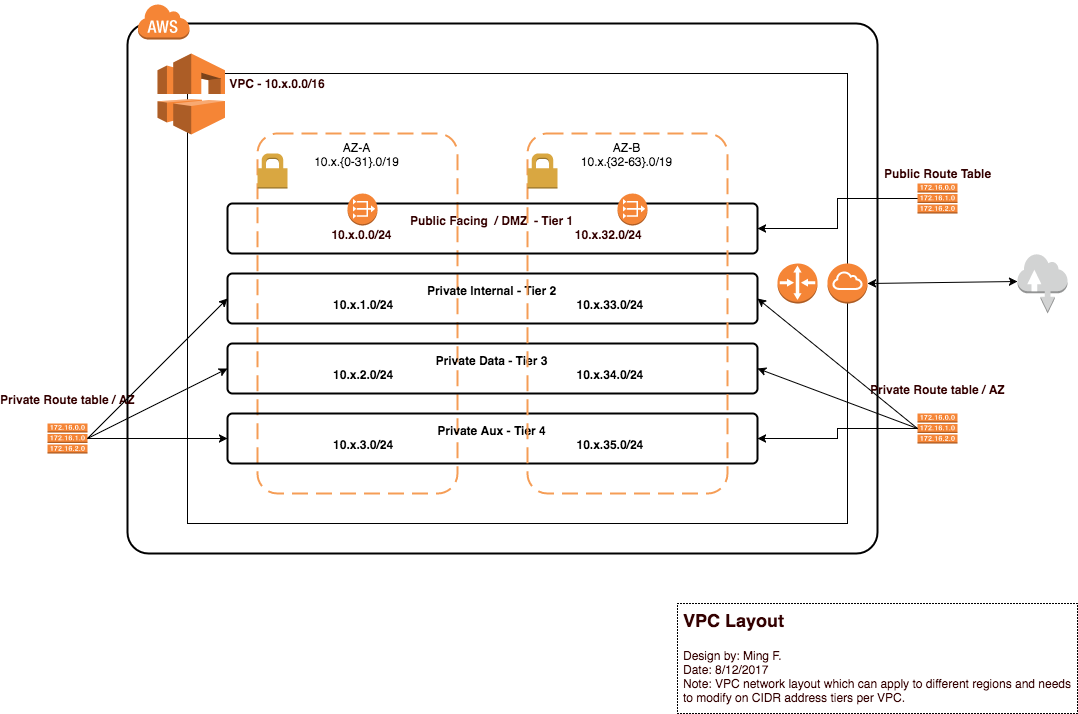 AWS
VPC - 10.x.0.0/16
AZ-A
10.x.{0-31}.0/19
AZ-B
10.x.{32-63}.0/19
Public Route Table
172.16.0.0
172.16.1.0
172.16.2.0
Public Facing / DMZ - Tier 1
10.x.0.0/24
10.x.32.0/24
Private Internal - Tier 2
10.x.1.0/24
10.x.33.0/24
Private Data - Tier 3
10.x.2.0/24
10.x.34.0/24
Private Route table / AZ
172.16.0.0
172.16.1.0
172.16.2.0
Private Route table / AZ
172.16.0.0
172.16.1.0
172.16.2.0
Private Aux - Tier 4
10.x.3.0/24
10.x.35.0/24
VPC Layout
Design by: Ming F.
Date: 8/12/2017
Note: VPC network layout which can apply to different regions and needs
to modify on CIDR address tiers per VPC.